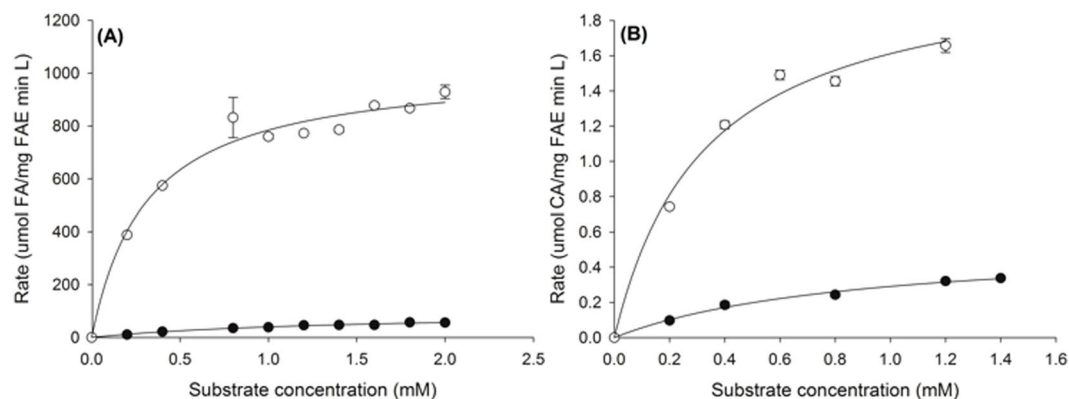 (A)
Rate (umol FA/mg FAE min L)
1200
1000
800
600
400
200
0
0.0 0.5 1.0 1.5 2.0 2.5
Substrate concentration (mM)
(B)
Rate (umol CA/mg FAE min L)
1.8
1.6
1.4
1.2
1.0
0.8
0.6
0.4
0.2
0.0
0.0 0.2 0.4 0.6 0.8 1.0 1.2 1.4 1.6
Substrate concentration (mM)